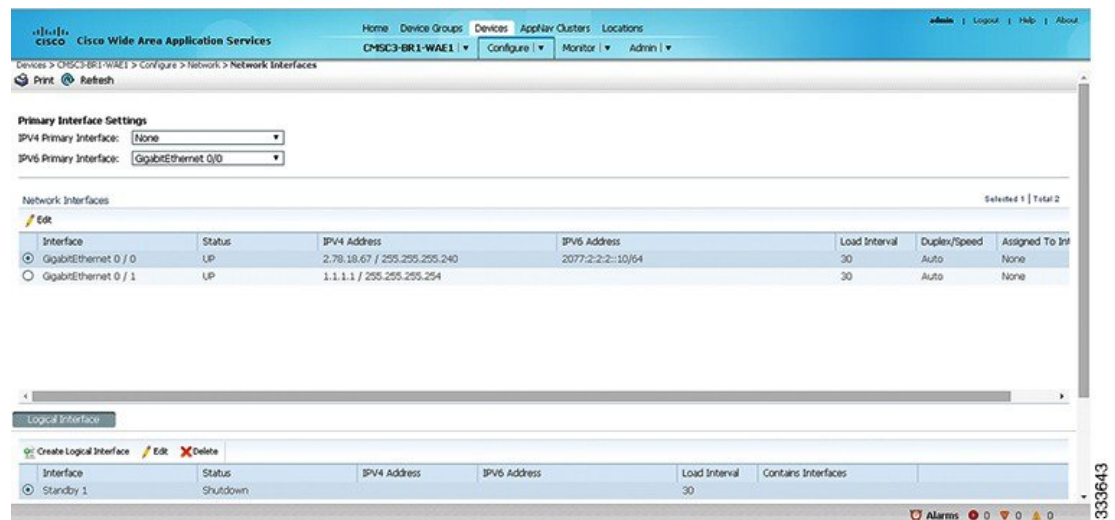 Home Device Groups Devices AppNav Clusters Locations
admin | Logout | Help | About
CISCO Cisco Wide Area Application Services
CMSC3-BR1-WAE1 Configure Monitor Admin
Devices > CMSC3-BR1-WAE1 > Configure > Network > Network Interfaces
Print Refresh
Primary Interface Settings
IPV4 Primary Interface: None
IPV6 Primary Interface: GigabitEthernet 0/0
Network Interfaces Selected 1 | Total 2
Edit
Interface Status IPV4 Address IPV6 Address Load Interval Duplex/Speed Assigned To Int
GigabitEthernet 0 / 0 UP 2.78.18.67 / 255.255.255.240 2077:2:2:2::10/64 30 Auto None
GigabitEthernet 0 / 1 UP 1.1.1.1 / 255.255.255.254 30 Auto None
Logical Interface
Create Logical Interface Edit Delete
Interface Status IPV4 Address IPV6 Address Load Interval Contains Interfaces
Standby 1 Shutdown 30
Alarms 0 0 0
333643